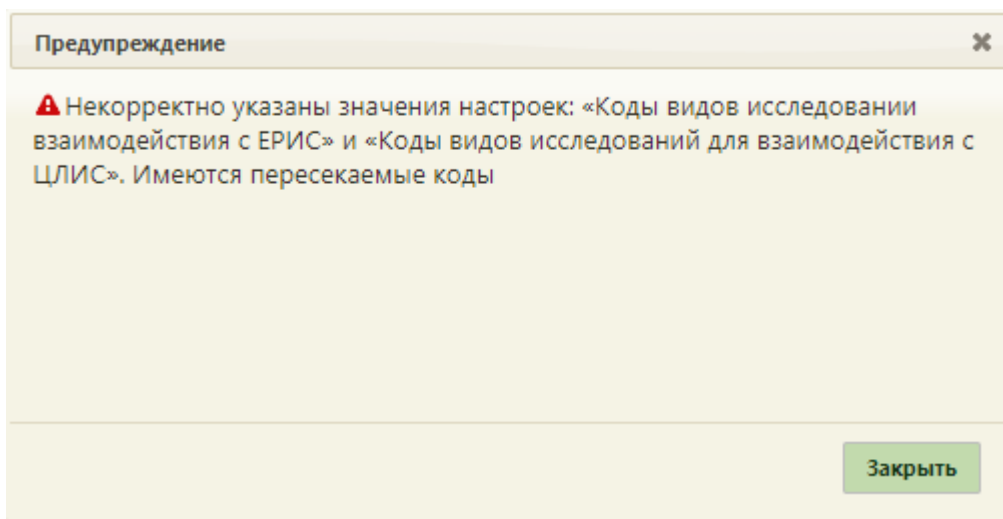 Предупреждение
Некорректно указаны значения настроек: «Коды видов исследовании
взаимодействия с ЕРИС» и «Коды видов исследований для взаимодействия с
ЦЛИС». Имеются пересекаемые коды
Закрыть